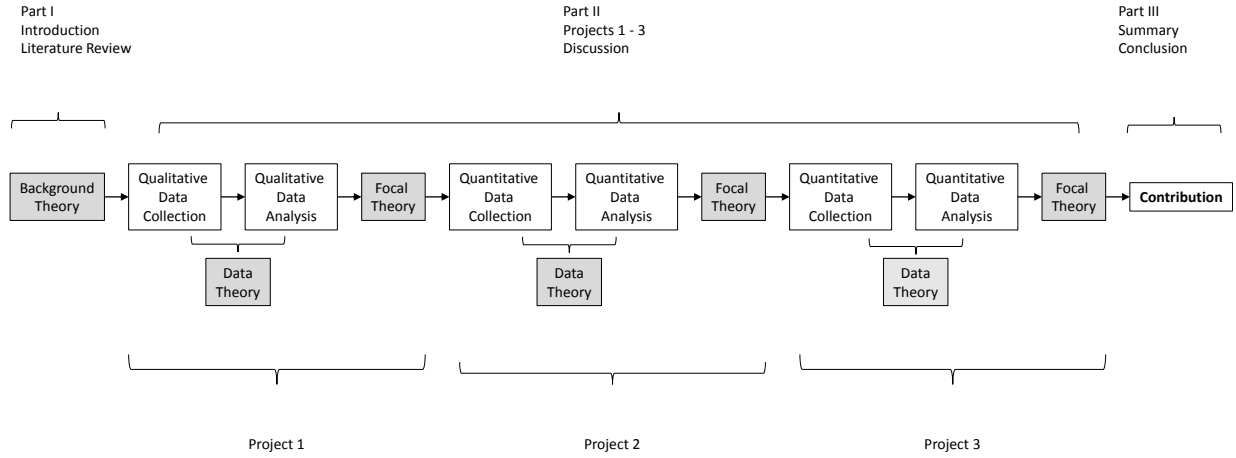 Part I
Introduction
Literature Review
Part II
Projects 1 - 3
Discussion
Part III
Summary
Conclusion
Background
Theory
Qualitative
Data
Collection
Qualitative
Data
Analysis
Focal
Theory
Quantitative
Data
Collection
Quantitative
Data
Analysis
Focal
Theory
Quantitative
Data
Collection
Quantitative
Data
Analysis
Focal
Theory
Contribution
Data
Theory
Data
Theory
Data
Theory
Project 1
Project 2
Project 3